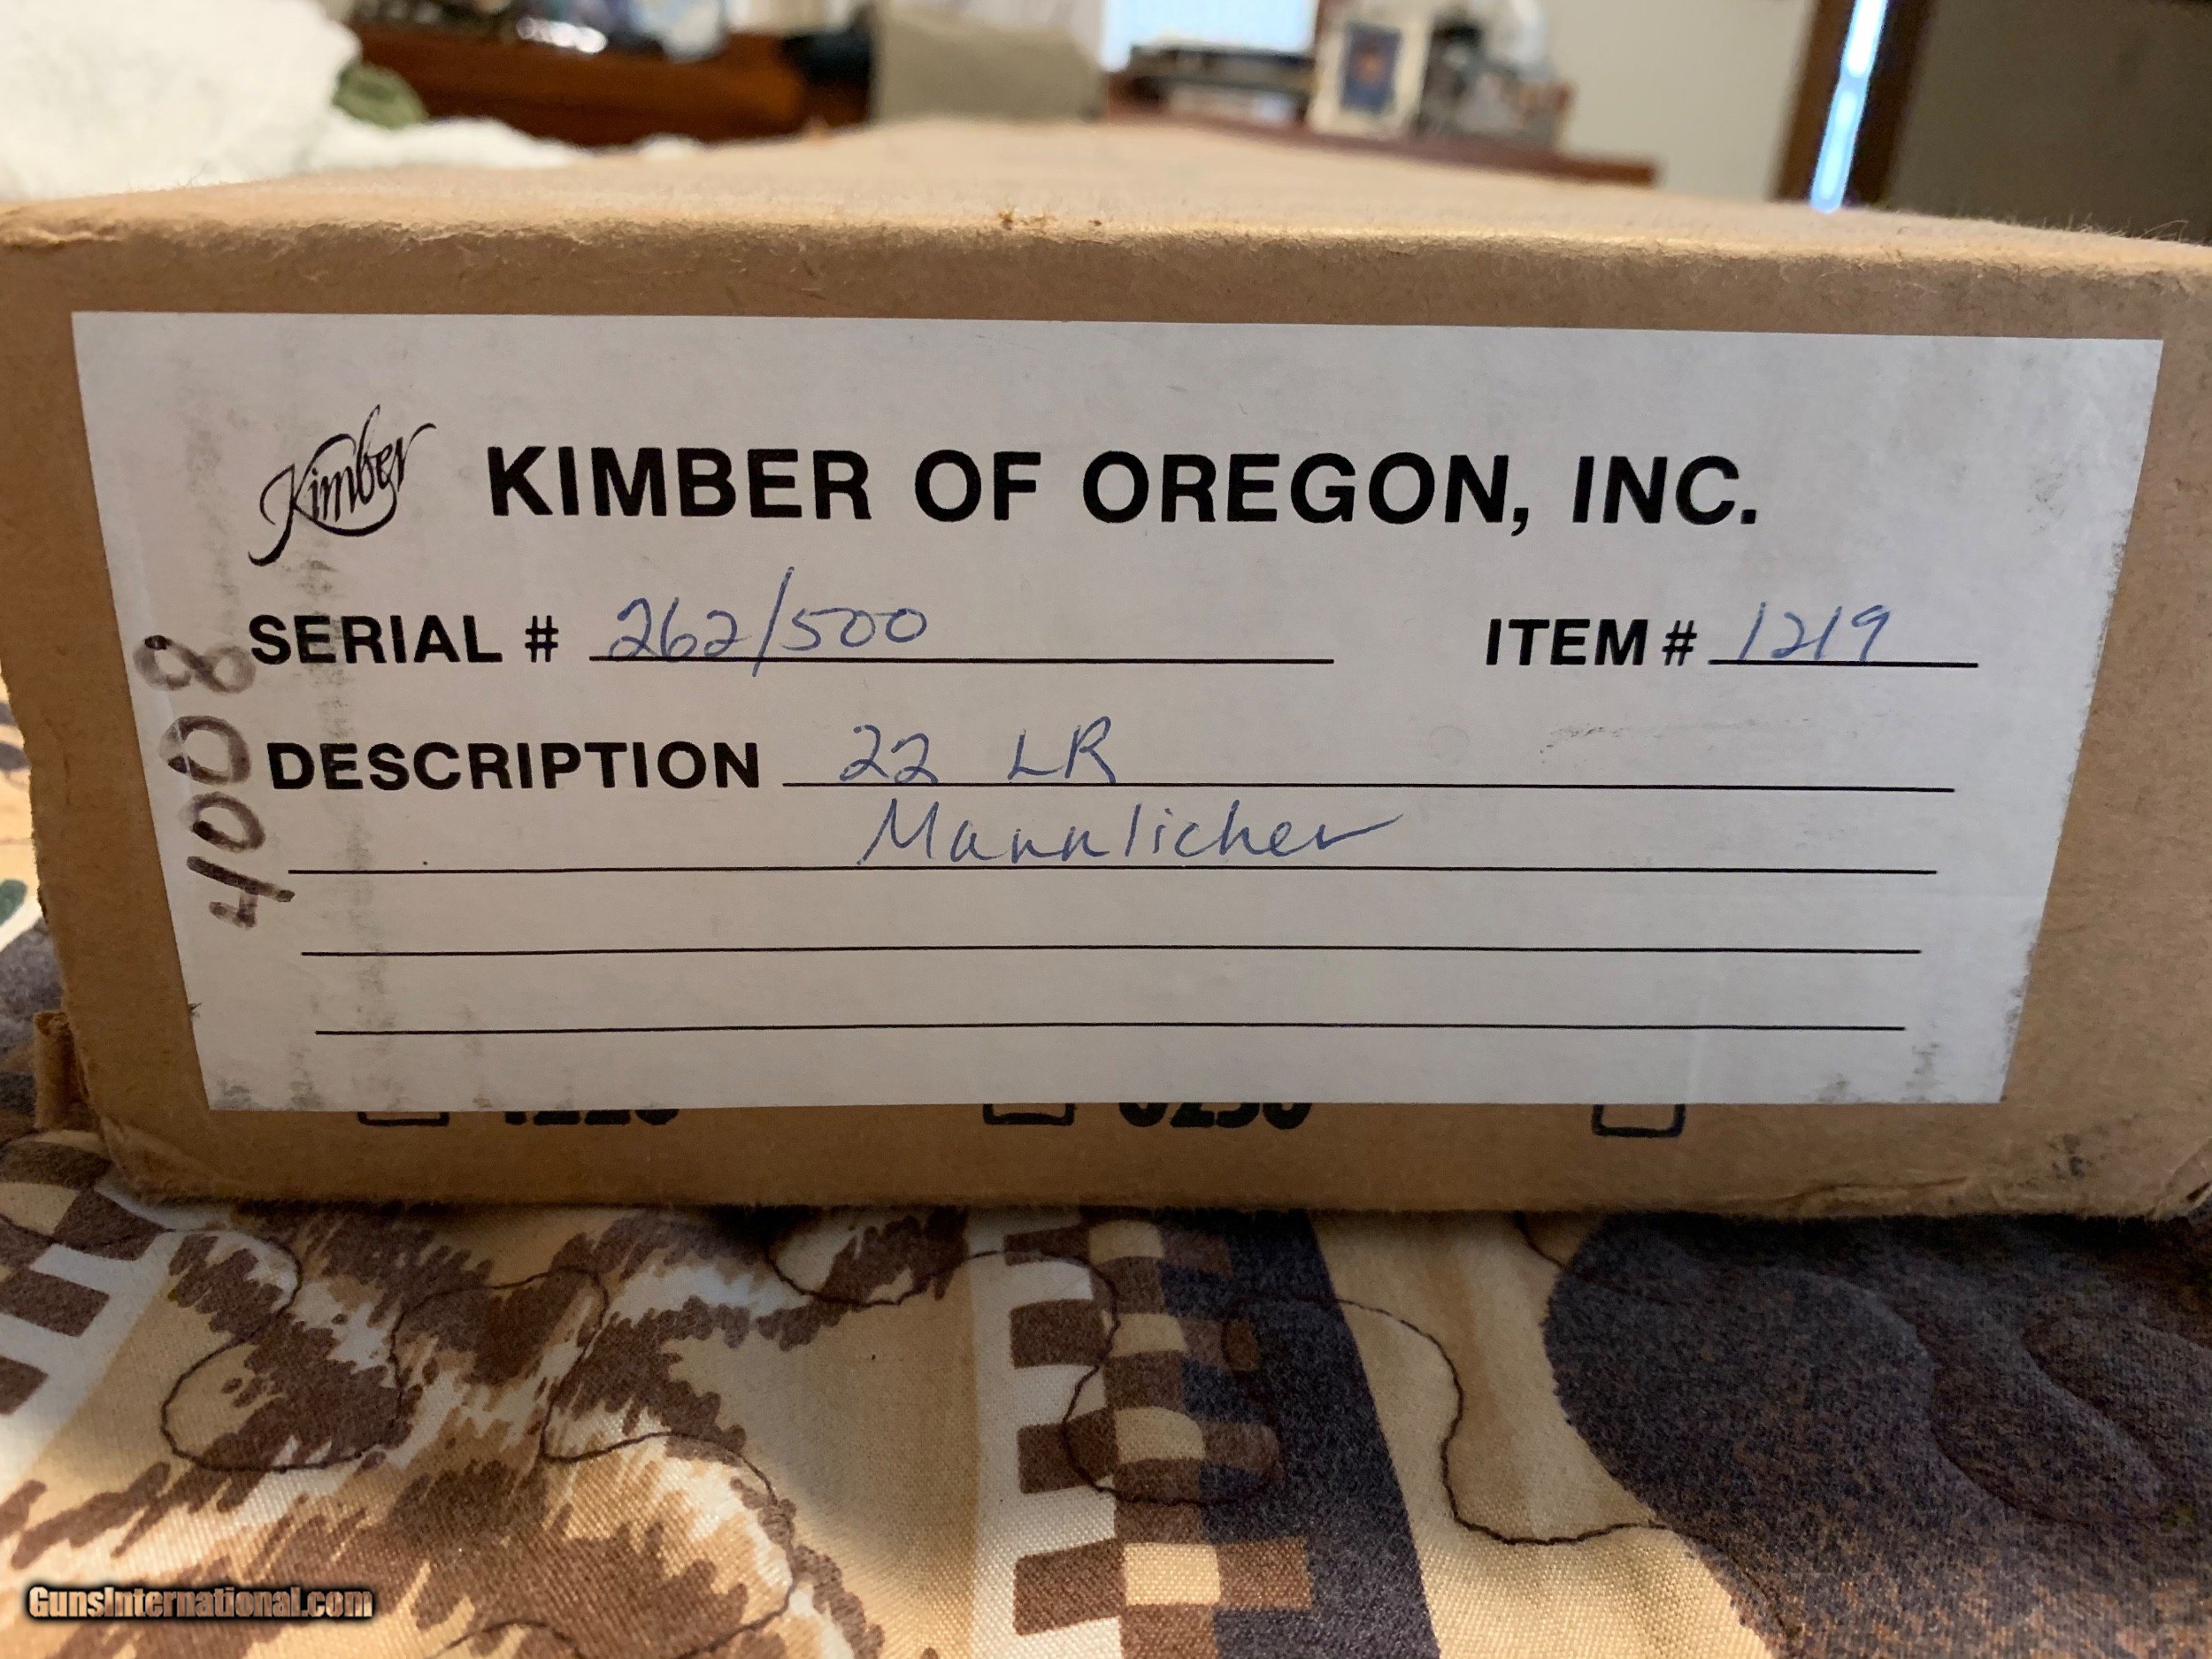 Kimber KIMBER OF OREGON, INC.
SERIAL # 262/500 ITEM # 1219
DESCRIPTION 22 LR
Mannlicher
4008
GunsInternational.com